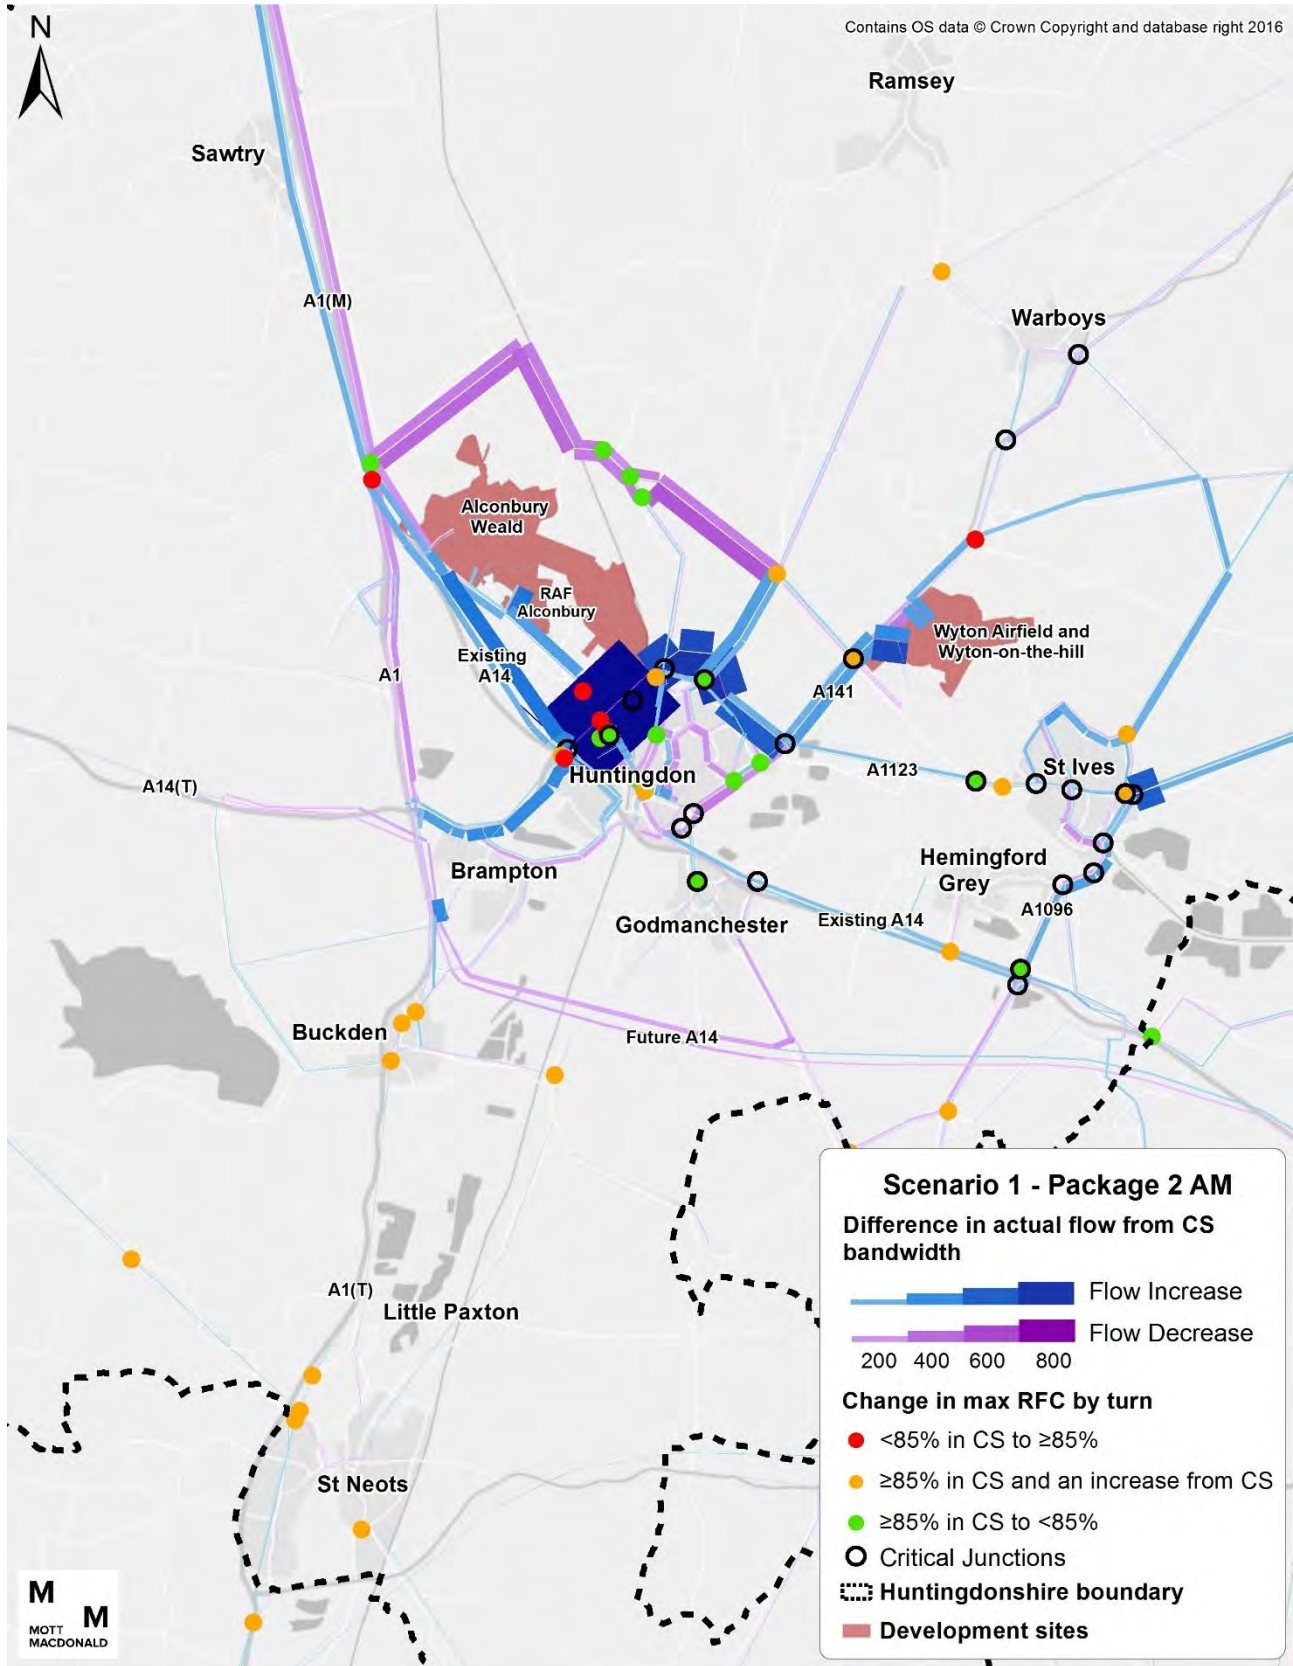 N
Contains OS data © Crown Copyright and database right 2016
Ramsey
Sawtry
A1(M)
Warboys
Alconbury
Weald
RAF
Alconbury
Existing
A14
Wyton Airfield and
Wyton-on-the-hill
A1
A141
A14(T)
Huntingdon
A1123
St Ives
Brampton
Hemingford
Grey
A1096
Godmanchester
Existing A14
Buckden
Future A14
A1(T)
Little Paxton
St Neots
Scenario 1 - Package 2 AM
Difference in actual flow from CS
bandwidth
Flow Increase
Flow Decrease
200 400 600 800
Change in max RFC by turn
<85% in CS to ≥85%
≥85% in CS and an increase from CS
≥85% in CS to <85%
Critical Junctions
Huntingdonshire boundary
Development sites
M
M
MOTT
MACDONALD